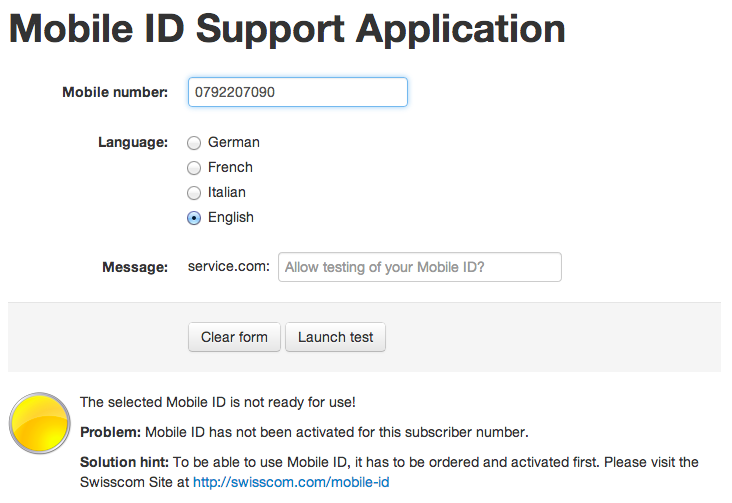 Mobile ID Support Application
Mobile number: 0792207090
Language: German
French
Italian
English
Message: service.com: Allow testing of your Mobile ID?
Clear form Launch test
The selected Mobile ID is not ready for use!
Problem: Mobile ID has not been activated for this subscriber number.
Solution hint: To be able to use Mobile ID, it has to be ordered and activated first. Please visit the
Swisscom Site at http://swisscom.com/mobile-id